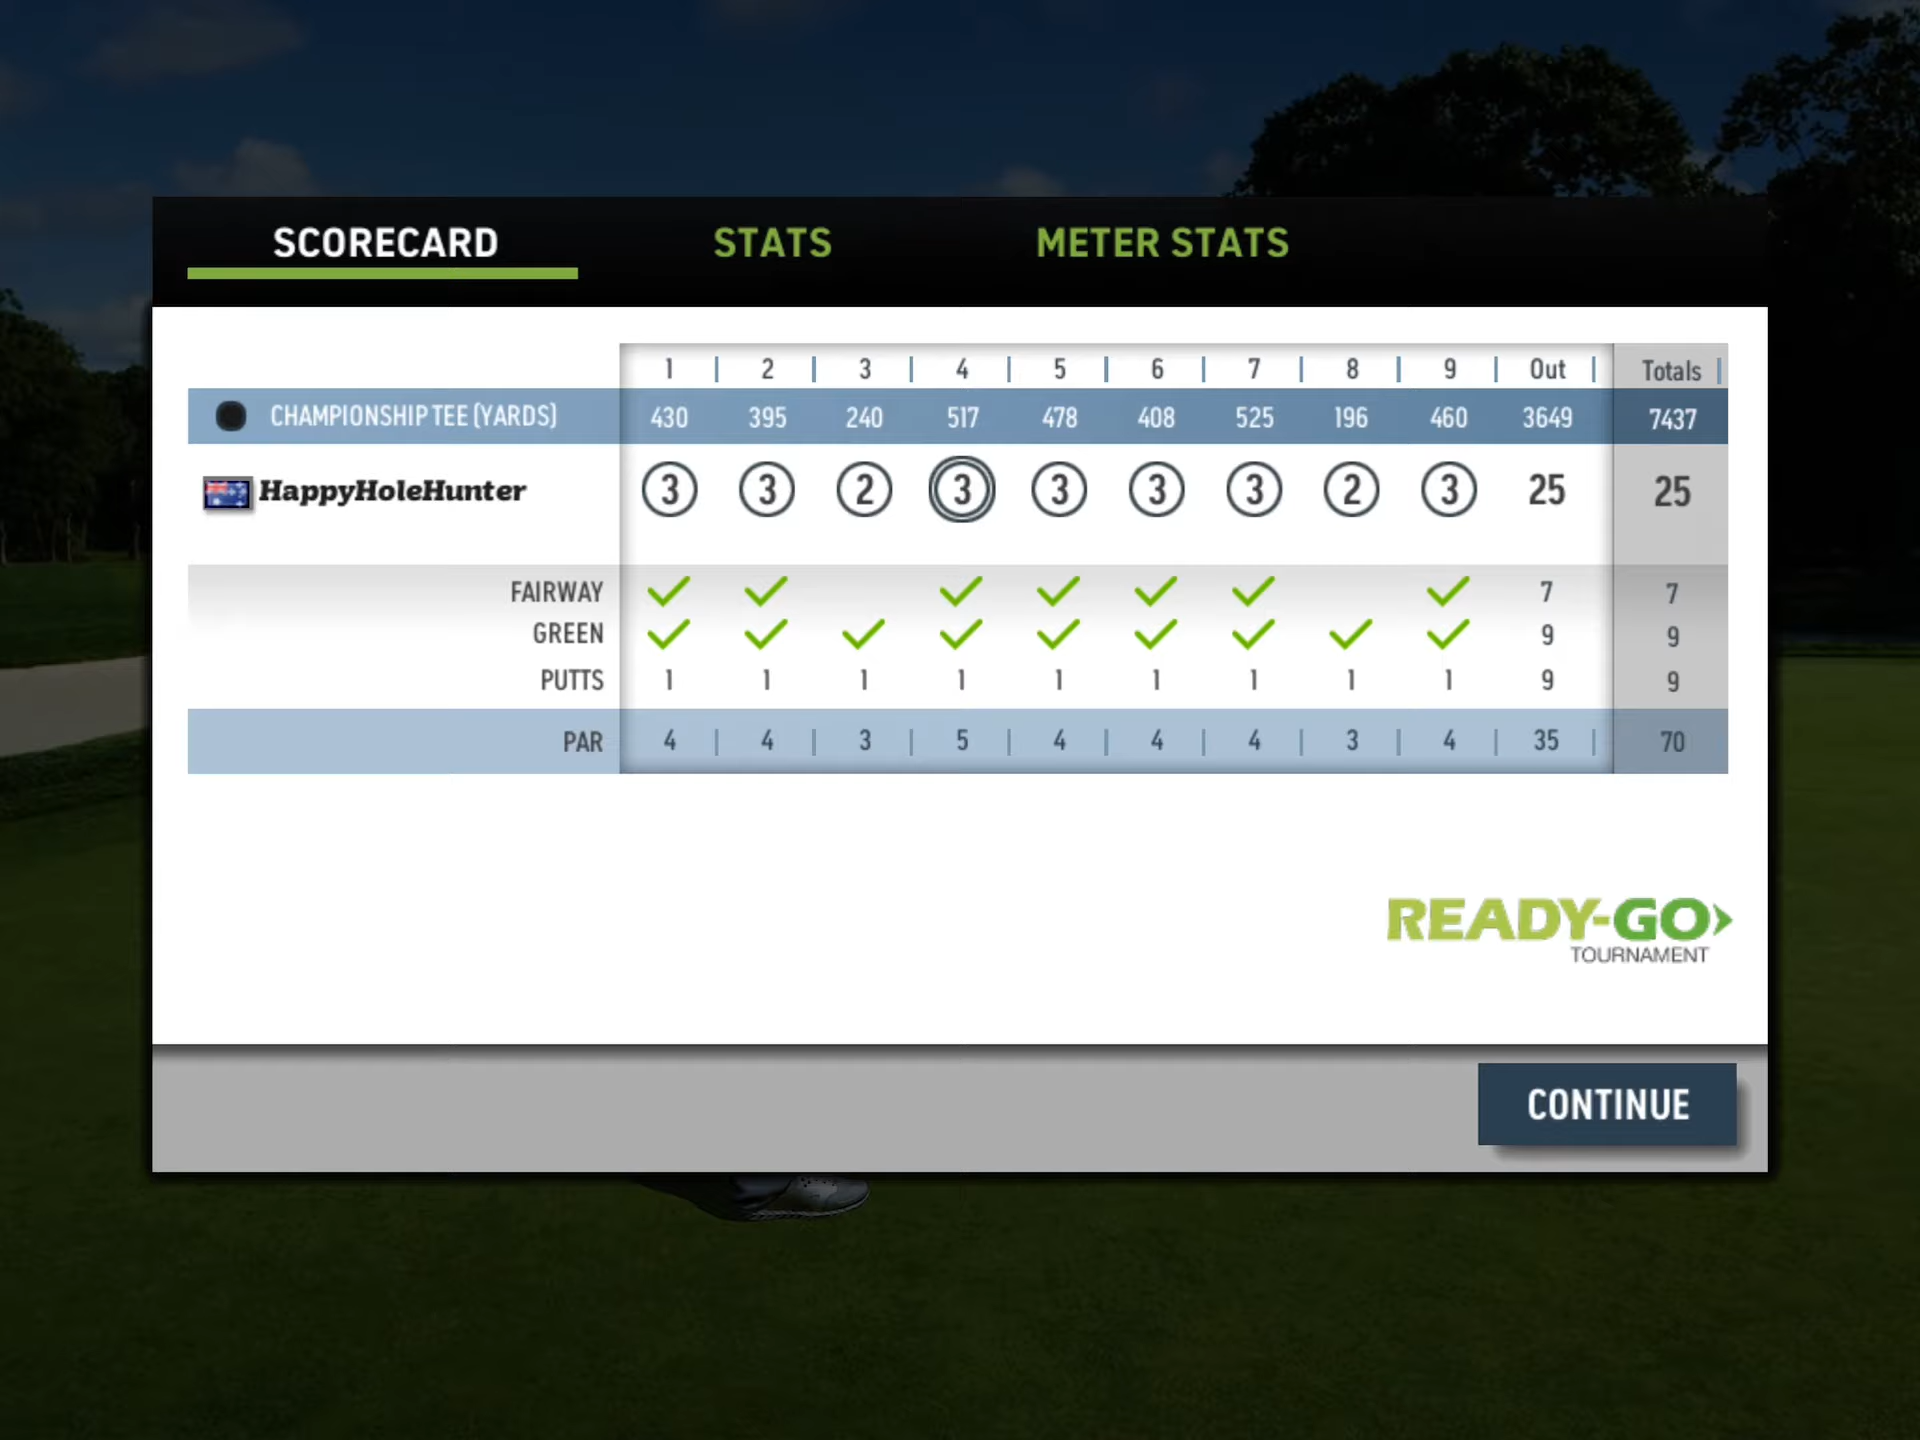 SCORECARD STATS METER STATS
1 | 2 | 3 | 4 | 5 | 6 | 7 | 8 | 9 | Out | Totals |
CHAMPIONSHIP TEE (YARDS) 430 395 240 517 478 408 525 196 460 3649 7437
HappyHoleHunter 3 3 2 3 3 3 3 2 3 25 25
FAIRWAY 7 7
GREEN 9 9
PUTTS 1 1 1 1 1 1 1 1 1 9 9
PAR 4 | 4 | 3 | 5 | 4 | 4 | 4 | 3 | 4 | 35 | 70
READY-GO
TOURNAMENT
CONTINUE